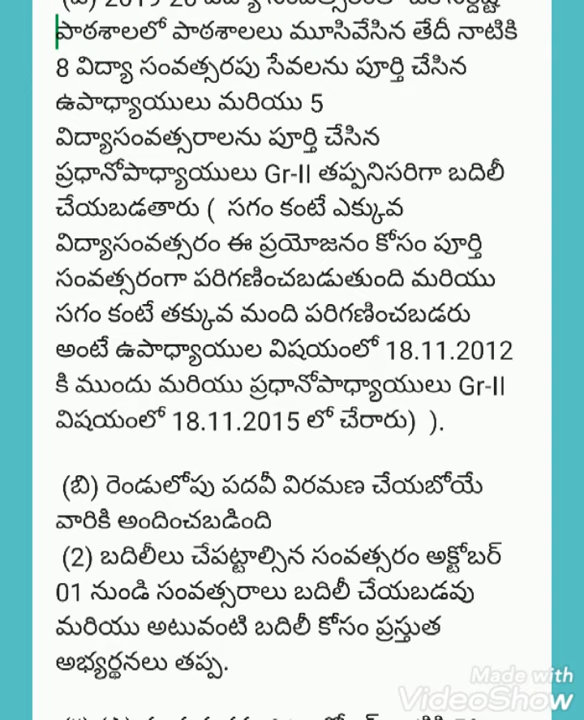 పాఠశాలలో పాఠశాలలు మూసివేసిన తేదీ నాటికి
8 విద్యా సంవత్సరపు సేవలను పూర్తి చేసిన
ఉపాధ్యాయులు మరియు 5
విద్యాసంవత్సరాలను పూర్తి చేసిన
ప్రధానోపాధ్యాయులు Gr-II తప్పనిసరిగా బదిలీ
చేయబడతారు ( సగం కంటే ఎక్కువ
విద్యాసంవత్సరం ఈ ప్రయోజనం కోసం పూర్తి
సంవత్సరంగా పరిగణించబడుతుంది మరియు
సగం కంటే తక్కువ మంది పరిగణించబడరు
అంటే ఉపాధ్యాయుల విషయంలో 18.11.2012
కి ముందు మరియు ప్రధానోపాధ్యాయులు Gr-II
విషయంలో 18.11.2015 లో చేరారు) ).
(బి) రెండులోపు పదవీ విరమణ చేయబోయే
వారికి అందించబడింది
(2) బదిలీలు చేపట్టాల్సిన సంవత్సరం అక్టోబర్
01 నుండి సంవత్సరాలు బదిలీ చేయబడవు
మరియు అటువంటి బదిలీ కోసం ప్రస్తుత
అభ్యర్థనలు తప్ప.
Made with
VideoShow